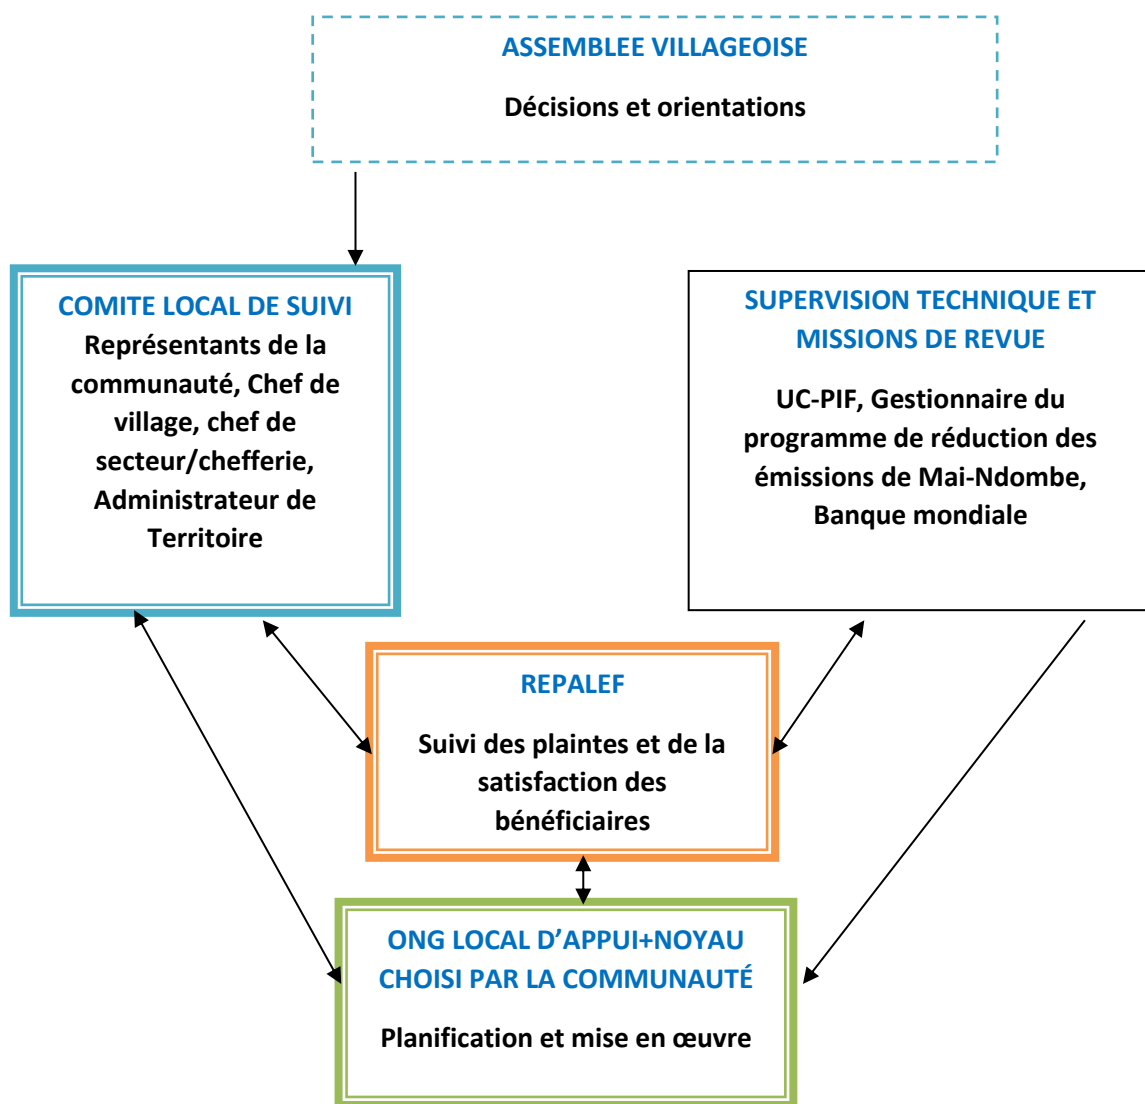 ASSEMBLEE VILLAGEOISE
Décisions et orientations
COMITE LOCAL DE SUIVI
Représentants de la
communauté, Chef de
village, chef de
secteur/chefferie,
Administrateur de
Territoire
SUPERVISION TECHNIQUE ET
MISSIONS DE REVUE
UC-PIF, Gestionnaire du
programme de réduction des
émissions de Mai-Ndombe,
Banque mondiale
REPALEF
Suivi des plaintes et de la
satisfaction des
bénéficiaires
ONG LOCAL D’APPUI+NOYAU
CHOISI PAR LA COMMUNAUTÉ
Planification et mise en œuvre